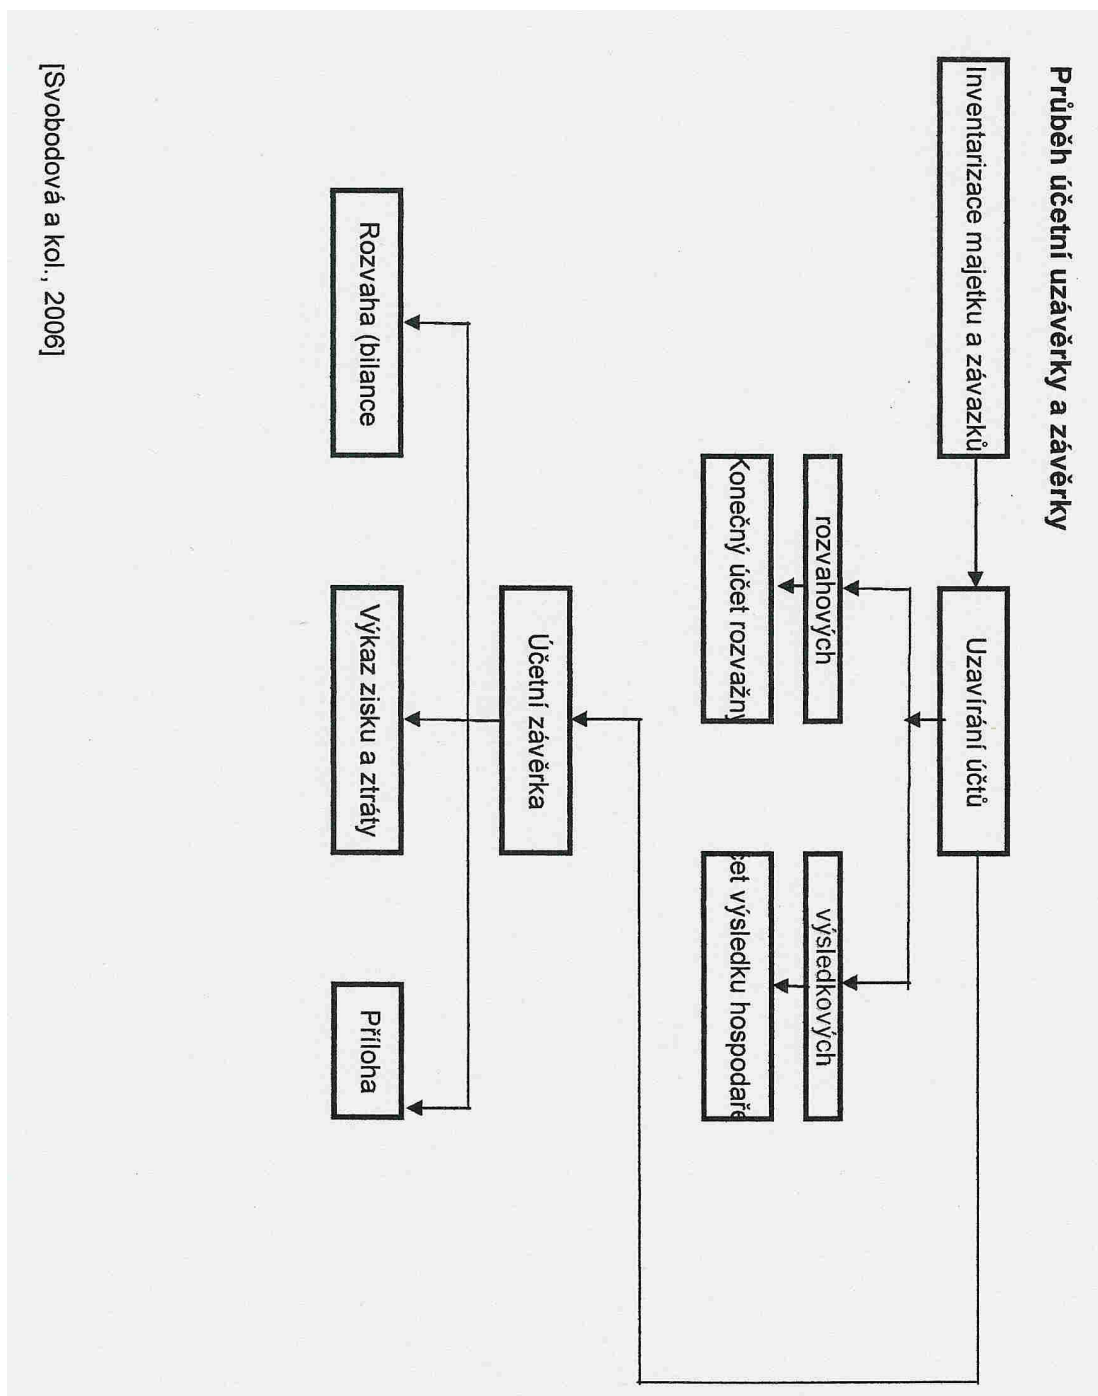 Průběh účetní uzávěrky a závěrky
Inventarizace majetku a závazků
Uzavírání účtů
rozvahových
výsledkových
Konečný účet rozvažný
čet výsledku hospodaře
Účetní závěrka
Rozvaha (bilance
Výkaz zisku a ztráty
Příloha
[Svobodová a kol., 2006]